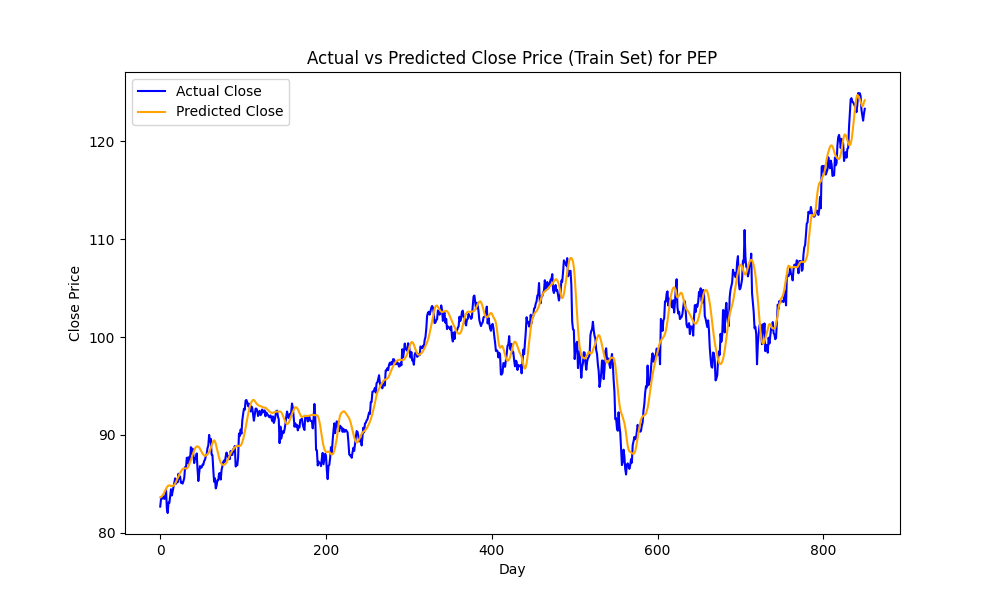 Actual vs Predicted Close Price (Train Set) for PEP
Actual Close
Predicted Close
120
110
100
90
80
Close Price
0 200 400 600 800
Day